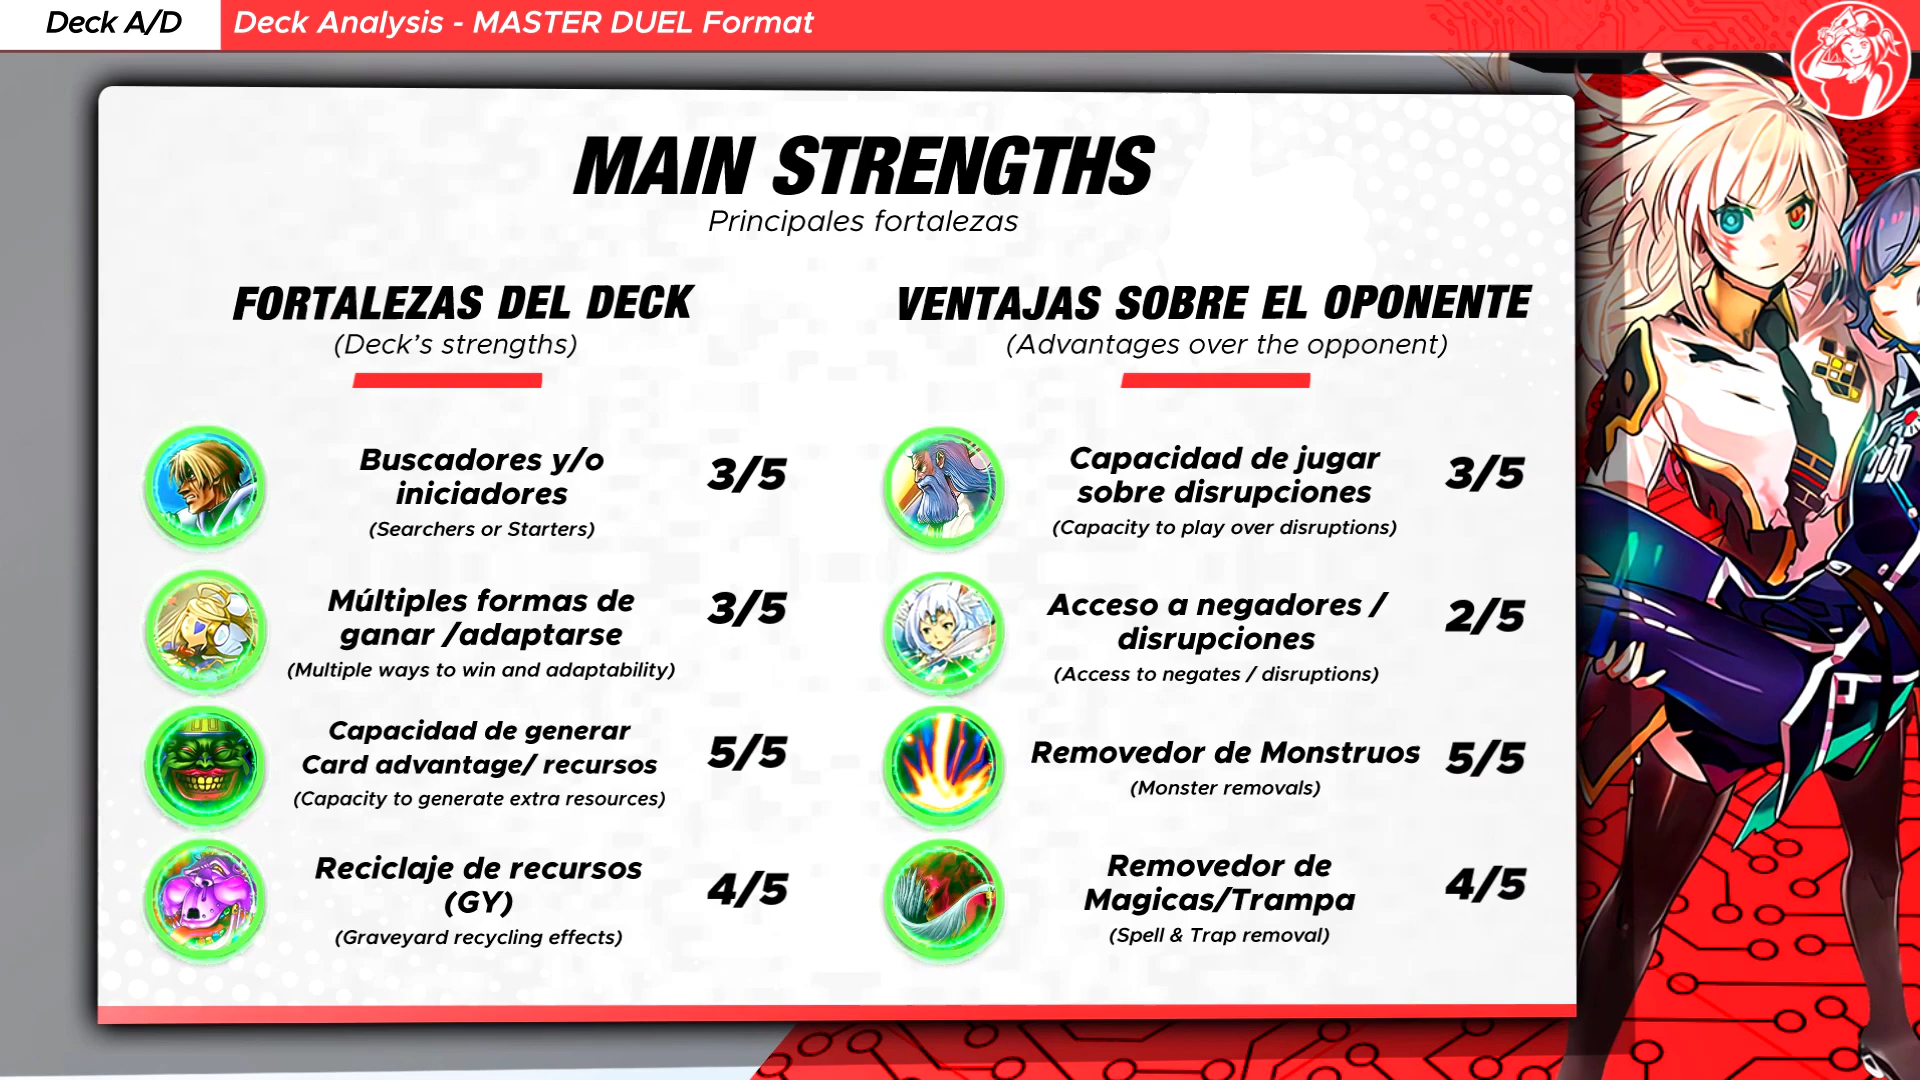 Deck A/D
Deck Analysis - MASTER DUEL Format
MAIN STRENGTHS
Principales fortalezas
FORTALEZAS DEL DECK
(Deck's strengths)
Buscadores y/o
iniciadores
(Searchers or Starters)
3/5
Múltiples formas de
ganar /adaptarse
(Multiple ways to win and adaptability)
3/5
Capacidad de generar
Card advantage/ recursos
(Capacity to generate extra resources)
5/5
Reciclaje de recursos
(GY)
(Graveyard recycling effects)
4/5
VENTAJAS SOBRE EL OPONENTE
(Advantages over the opponent)
Capacidad de jugar
sobre disrupciones
(Capacity to play over disruptions)
3/5
Acceso a negadores /
disrupciones
(Access to negates / disruptions)
2/5
Removedor de Monstruos
(Monster removals)
5/5
Removedor de
Magicas/Trampa
(Spell & Trap removal)
4/5